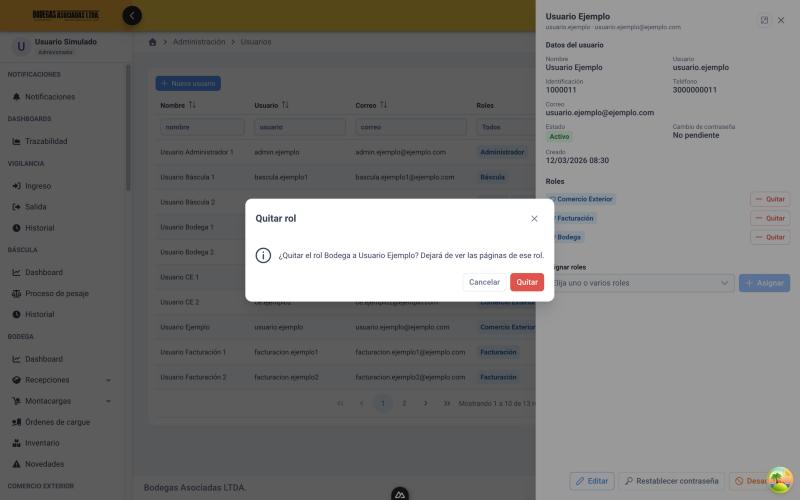 BODEGAS ASOCIADAS LTDA.
U
Usuario Simulado
Administrador
NOTIFICACIONES
Notificaciones
DASHBOARDS
Trazabilidad
VIGILANCIA
Ingreso
Salida
Historial
BÁSCULA
Dashboard
Proceso de pesaje
Historial
BODEGA
Dashboard
Recepciones
Montacargas
Órdenes de cargue
Inventario
Novedades
COMERCIO EXTERIOR
Administración > Usuarios
+ Nuevo usuario
Nombre Usuario Correo Roles
nombre usuario correo Todos
Usuario Administrador 1 admin.ejemplo admin.ejemplo@ejemplo.com Administrador
Usuario Báscula 1 bascula.ejemplo1 bascula.ejemplo1@ejemplo.com Báscula
Usuario Báscula 2
Usuario Bodega 1
Usuario Bodega 2
Usuario CE 1
Usuario CE 2 ce.ejemplo2 ce.ejemplo2@ejemplo.com Comercio Exterior
Usuario Ejemplo usuario.ejemplo usuario.ejemplo@ejemplo.com Comercio Exterior
Usuario Facturación 1 facturacion.ejemplo1 facturacion.ejemplo1@ejemplo.com Facturación
Usuario Facturación 2 facturacion.ejemplo2 facturacion.ejemplo2@ejemplo.com Facturación
1 2 Mostrando 1 a 10 de 13
Bodegas Asociadas LTDA.
Quitar rol
¿Quitar el rol Bodega a Usuario Ejemplo? Dejará de ver las páginas de ese rol.
Cancelar Quitar
Usuario Ejemplo
usuario.ejemplo · usuario.ejemplo@ejemplo.com
Datos del usuario
Nombre Usuario
Usuario Ejemplo usuario.ejemplo
Identificación Teléfono
1000011 3000000011
Correo
usuario.ejemplo@ejemplo.com
Estado Cambio de contraseña
Activo No pendiente
Creado
12/03/2026 08:30
Roles
Comercio Exterior Quitar
Facturación Quitar
Bodega Quitar
signar roles
Elija uno o varios roles + Asignar
Editar Restablecer contraseña Desa